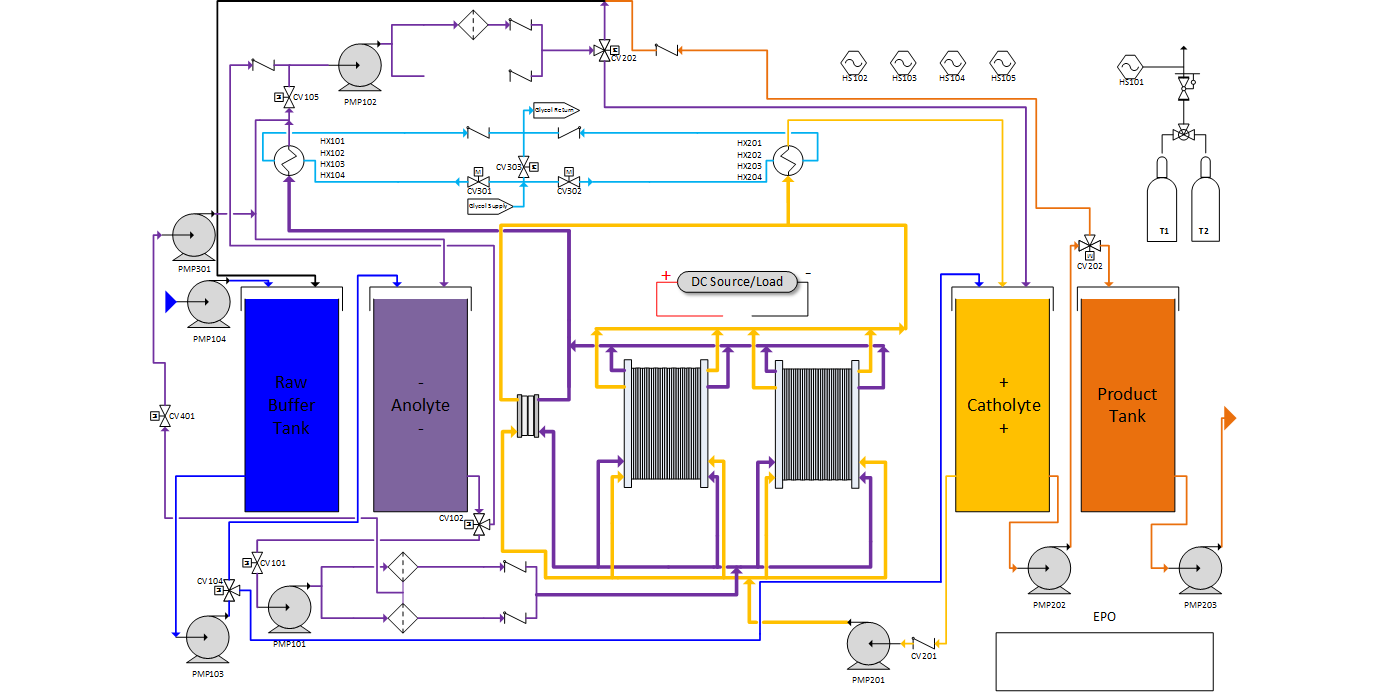 CV202
HS102
HS103
HS104
HS105
HS101
CV105
PMP102
Glycol Return
HX101
HX102
HX103
HX104
HX201
HX202
HX203
HX204
CV303
M
M
CV301
CV302
Glycol Supply
T1
T2
PMP301
CV202
+
-
DC Source/Load
PMP104
Raw
Buffer
Tank
-
Anolyte
-
+
Catholyte
+
Product
Tank
CV401
CV102
CV101
CV104
PMP101
PMP103
PMP202
PMP203
EPO
CV201
PMP201